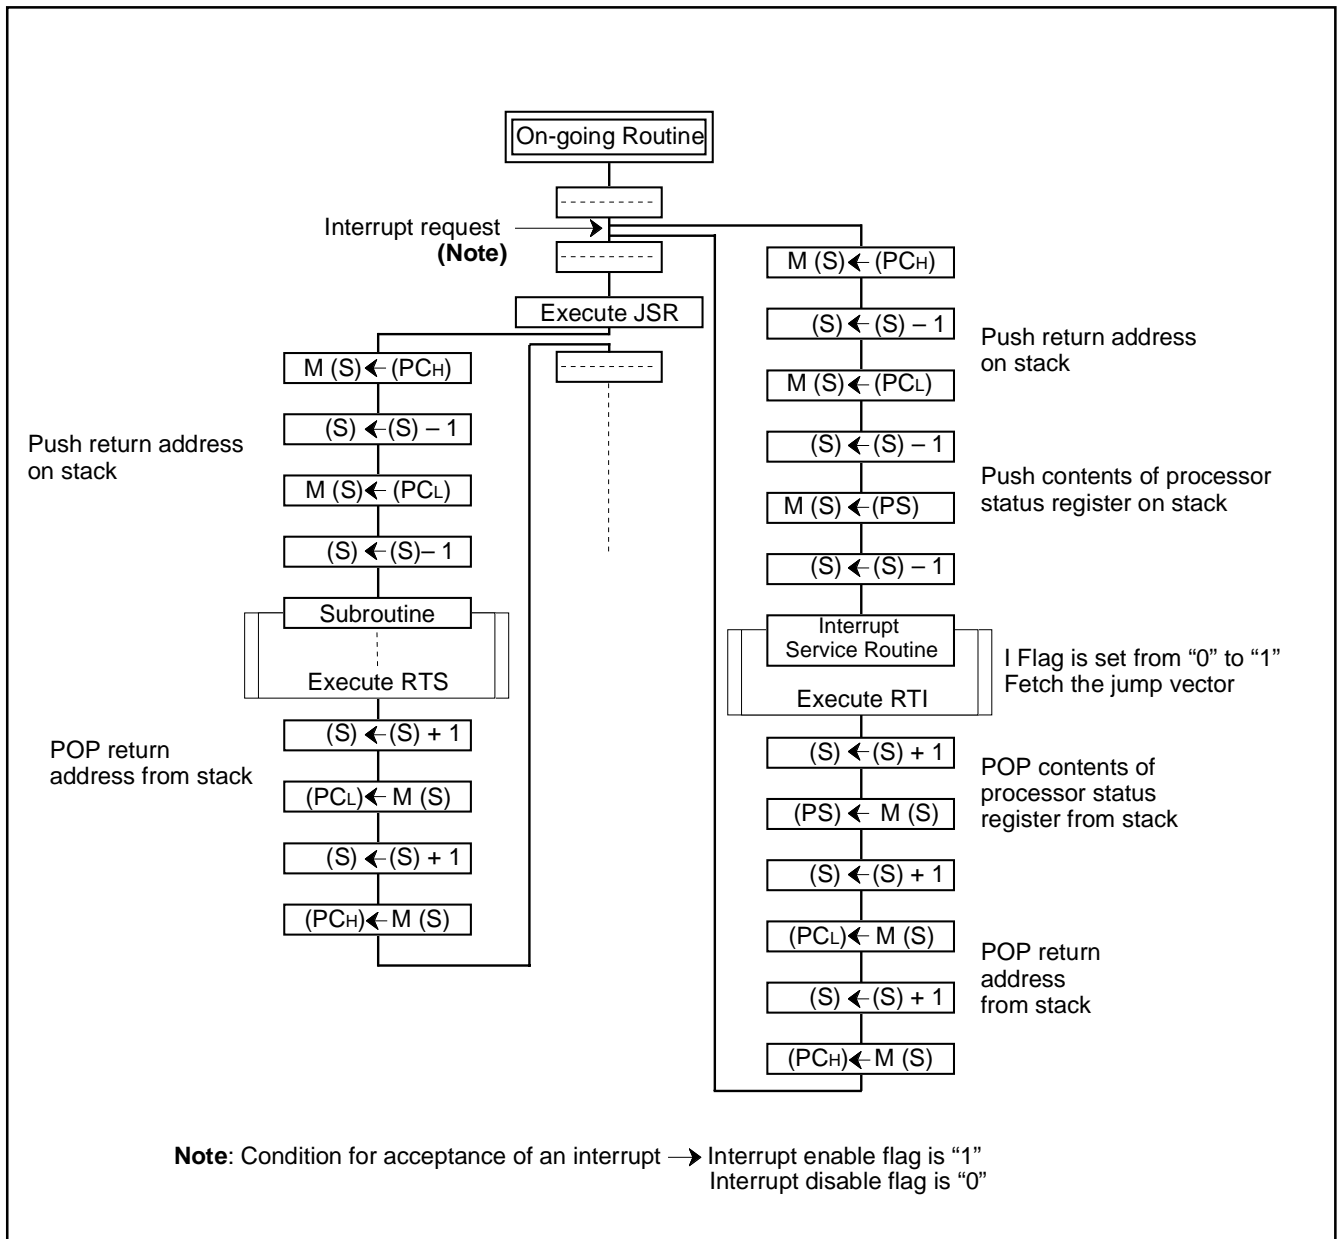 On-going Routine
Interrupt request
(Note)
Execute JSR
M (S) ← (PCH)
(S) ← (S) – 1
M (S) ← (PCL)
(S) ← (S)– 1
Push return address
on stack
Subroutine
Execute RTS
(S) ← (S) + 1
(PCL) ← M (S)
(S) ← (S) + 1
(PCH) ← M (S)
POP return
address from stack
M (S) ← (PCH)
(S) ← (S) – 1
M (S) ← (PCL)
(S) ← (S) – 1
M (S) ← (PS)
(S) ← (S) – 1
Push return address
on stack
Push contents of processor
status register on stack
Interrupt
Service Routine
Execute RTI
I Flag is set from “0” to “1”
Fetch the jump vector
(S) ← (S) + 1
(PS) ← M (S)
(S) ← (S) + 1
(PCL) ← M (S)
(S) ← (S) + 1
(PCH) ← M (S)
POP contents of
processor status
register from stack
POP return
address
from stack
Note: Condition for acceptance of an interrupt → Interrupt enable flag is “1”
Interrupt disable flag is “0”